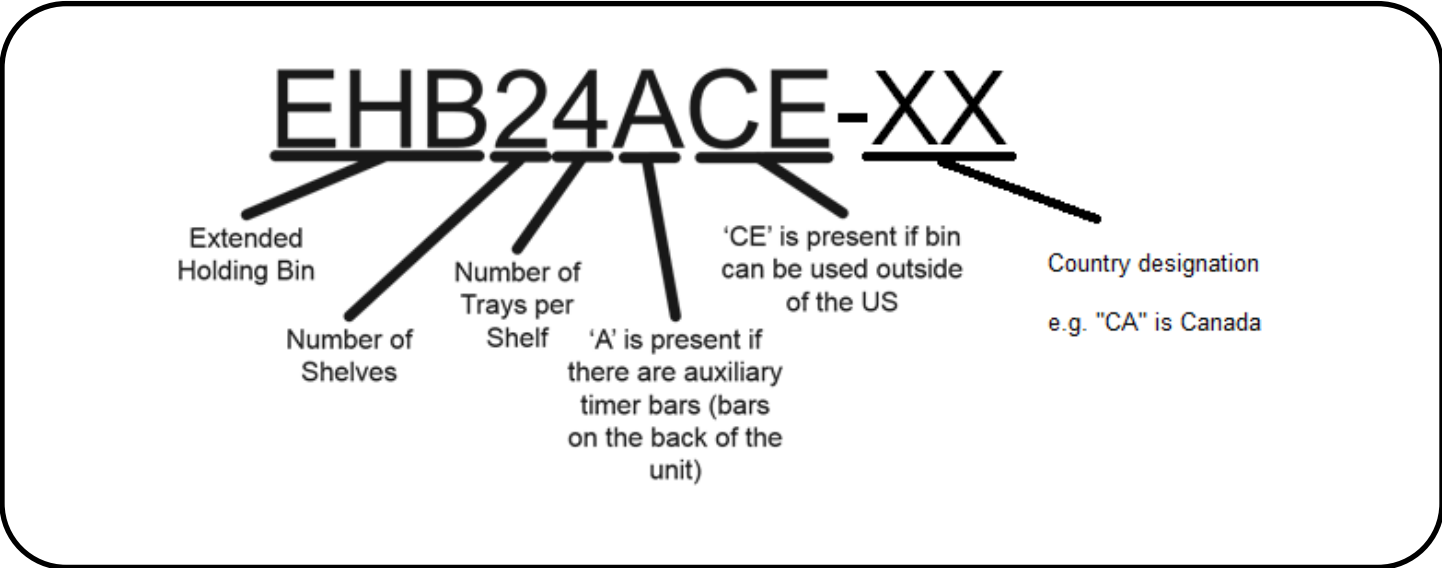 EHB24ACE-XX
Extended
Holding Bin
Number of
Shelves
Number of
Trays per
Shelf
‘A’ is present if
there are auxiliary
timer bars (bars
on the back of the
unit)
‘CE’ is present if bin
can be used outside
of the US
Country designation
e.g. "CA" is Canada